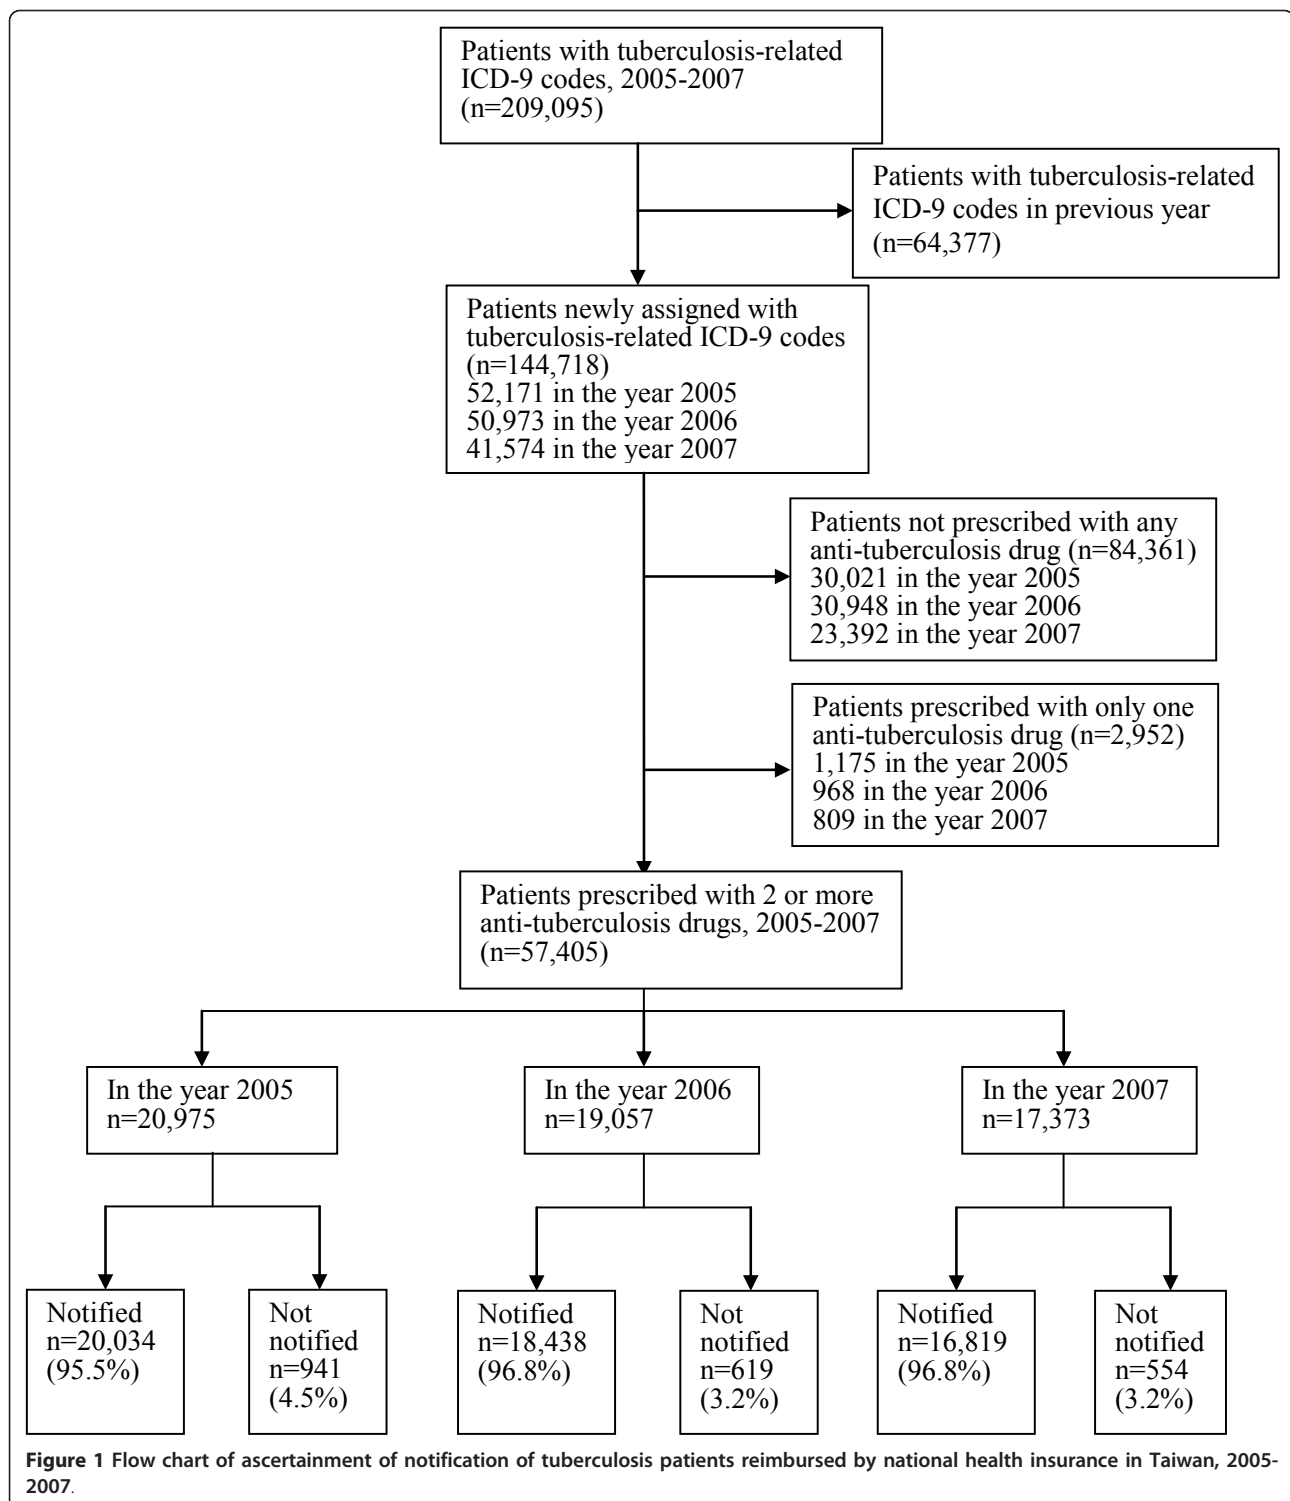 Patients with tuberculosis-related
ICD-9 codes, 2005-2007
(n=209,095)
Patients with tuberculosis-related
ICD-9 codes in previous year
(n=64,377)
Patients newly assigned with
tuberculosis-related ICD-9 codes
(n=144,718)
52,171 in the year 2005
50,973 in the year 2006
41,574 in the year 2007
Patients not prescribed with any
anti-tuberculosis drug (n=84,361)
30,021 in the year 2005
30,948 in the year 2006
23,392 in the year 2007
Patients prescribed with only one
anti-tuberculosis drug (n=2,952)
1,175 in the year 2005
968 in the year 2006
809 in the year 2007
Patients prescribed with 2 or more
anti-tuberculosis drugs, 2005-2007
(n=57,405)
In the year 2005
n=20,975
In the year 2006
n=19,057
In the year 2007
n=17,373
Notified
n=20,034
(95.5%)
Not
notified
n=941
(4.5%)
Notified
n=18,438
(96.8%)
Not
notified
n=619
(3.2%)
Notified
n=16,819
(96.8%)
Not
notified
n=554
(3.2%)
Figure 1 Flow chart of ascertainment of notification of tuberculosis patients reimbursed by national health insurance in Taiwan, 2005-
2007.